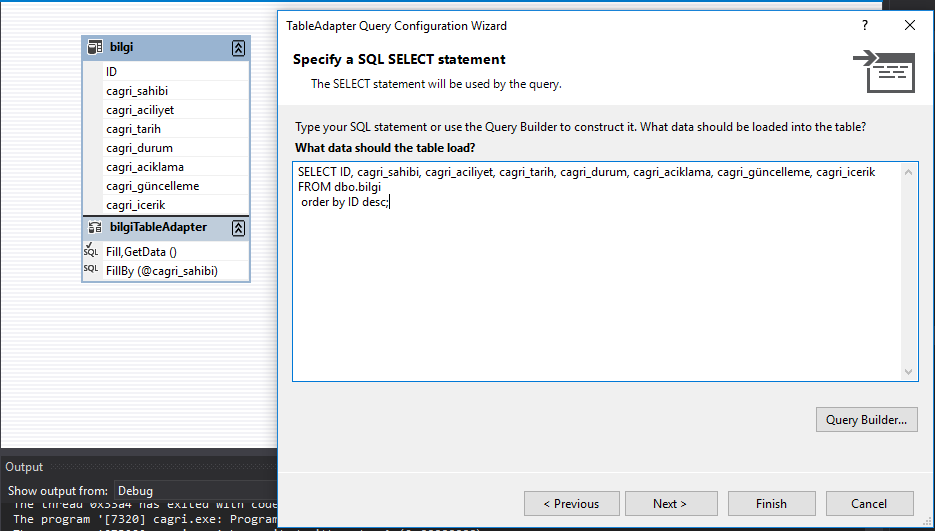 bilgi
ID
cagri_sahibi
cagri_aciliyet
cagri_tarih
cagri_durum
cagri_aciklama
cagri_güncelleme
cagri_icerik
bilgiTableAdapter
SQL Fill,GetData ()
SQL FillBy (@cagri_sahibi)
TableAdapter Query Configuration Wizard
?
Specify a SQL SELECT statement
The SELECT statement will be used by the query.
Type your SQL statement or use the Query Builder to construct it. What data should be loaded into the table?
What data should the table load?
SELECT ID, cagri_sahibi, cagri_aciliyet, cagri_tarih, cagri_durum, cagri_aciklama, cagri_güncelleme, cagri_icerik
FROM dbo.bilgi
order by ID desc;
Query Builder...
< Previous
Next >
Finish
Cancel
Output
Show output from: Debug
The thread 0x55a4 has exited with code
The program '[7320] cagri.exe: Program